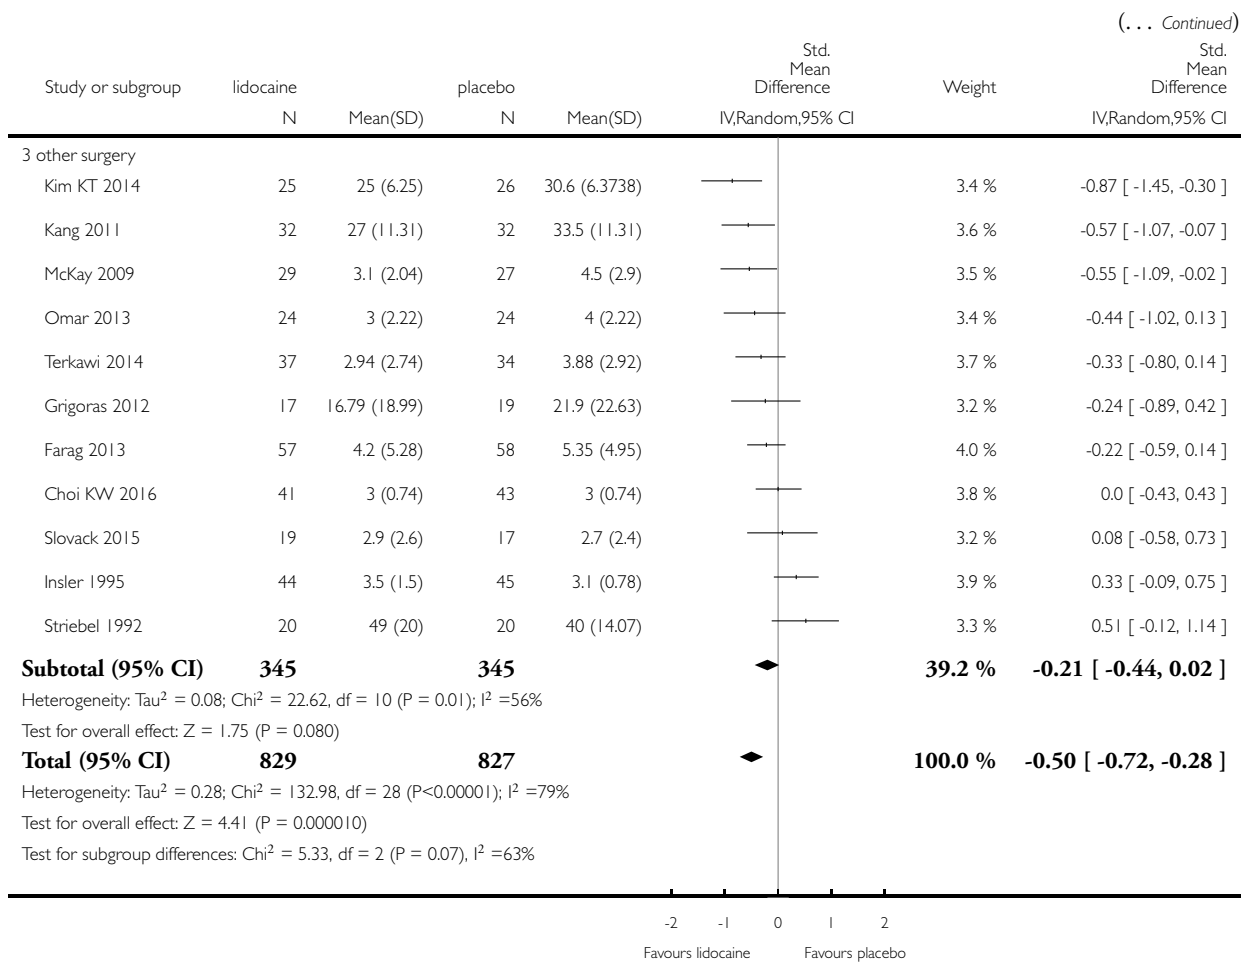 (... Continued)
Std. Mean Difference Std. Mean Difference
Study or subgroup lidocaine placebo Weight
N Mean(SD) N Mean(SD) IV,Random,95% CI IV,Random,95% CI
3 other surgery
Kim KT 2014 25 25 (6.25) 26 30.6 (6.3738) 3.4 % -0.87 [ -1.45, -0.30 ]
Kang 2011 32 27 (11.31) 32 33.5 (11.31) 3.6 % -0.57 [ -1.07, -0.07 ]
McKay 2009 29 3.1 (2.04) 27 4.5 (2.9) 3.5 % -0.55 [ -1.09, -0.02 ]
Omar 2013 24 3 (2.22) 24 4 (2.22) 3.4 % -0.44 [ -1.02, 0.13 ]
Terkawi 2014 37 2.94 (2.74) 34 3.88 (2.92) 3.7 % -0.33 [ -0.80, 0.14 ]
Grigoras 2012 17 16.79 (18.99) 19 21.9 (22.63) 3.2 % -0.24 [ -0.89, 0.42 ]
Farag 2013 57 4.2 (5.28) 58 5.35 (4.95) 4.0 % -0.22 [ -0.59, 0.14 ]
Choi KW 2016 41 3 (0.74) 43 3 (0.74) 3.8 % 0.0 [ -0.43, 0.43 ]
Slovack 2015 19 2.9 (2.6) 17 2.7 (2.4) 3.2 % 0.08 [ -0.58, 0.73 ]
Insler 1995 44 3.5 (1.5) 45 3.1 (0.78) 3.9 % 0.33 [ -0.09, 0.75 ]
Striebel 1992 20 49 (20) 20 40 (14.07) 3.3 % 0.51 [ -0.12, 1.14 ]
Subtotal (95% CI) 345 345 39.2 % -0.21 [ -0.44, 0.02 ]
Heterogeneity: Tau² = 0.08; Chi² = 22.62, df = 10 (P = 0.01); I² =56%
Test for overall effect: Z = 1.75 (P = 0.080)
Total (95% CI) 829 827 100.0 % -0.50 [ -0.72, -0.28 ]
Heterogeneity: Tau² = 0.28; Chi² = 132.98, df = 28 (P<0.00001); I² =79%
Test for overall effect: Z = 4.41 (P = 0.000010)
Test for subgroup differences: Chi² = 5.33, df = 2 (P = 0.07), I² =63%
-2 -1 0 1 2
Favours lidocaine Favours placebo